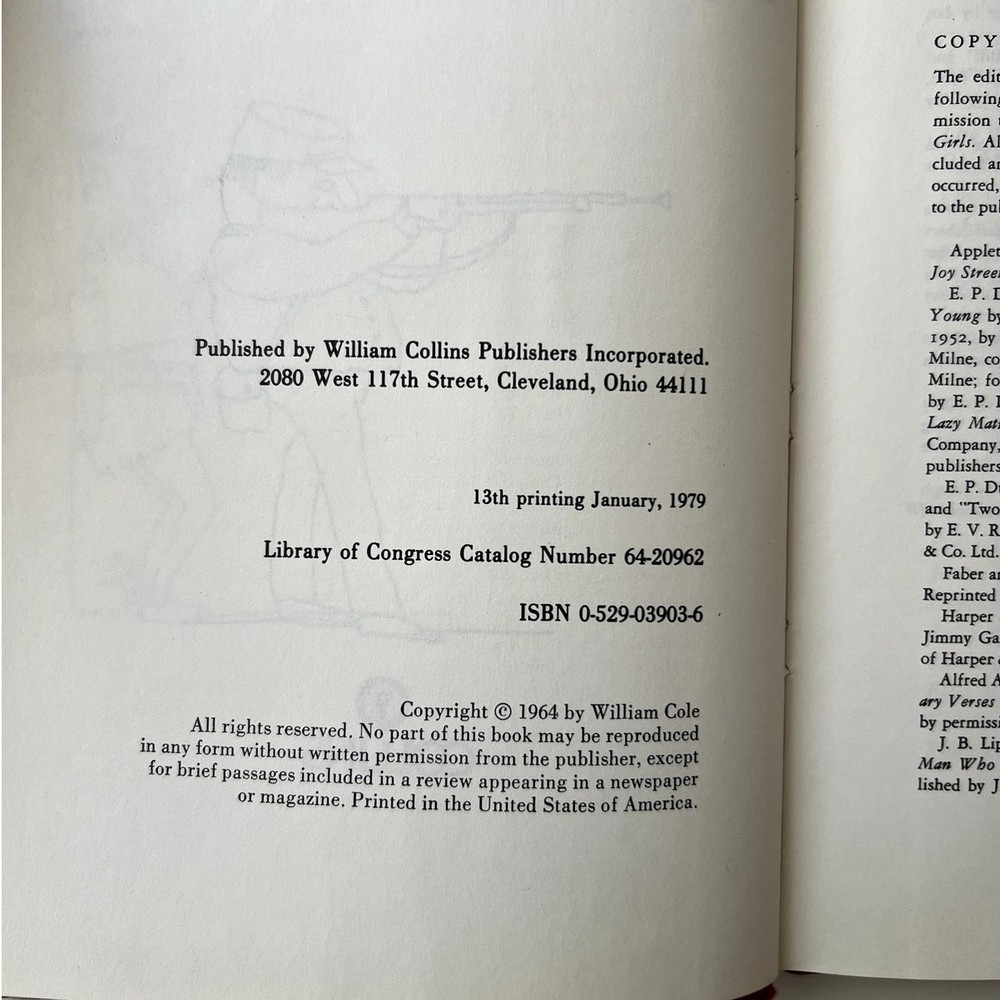 Published by William Collins Publishers Incorporated.
2080 West 117th Street, Cleveland, Ohio 44111
13th printing January, 1979
Library of Congress Catalog Number 64-20962
ISBN 0-529-03903-6
Copyright © 1964 by William Cole
All rights reserved. No part of this book may be reproduced
in any form without written permission from the publisher, except
for brief passages included in a review appearing in a newspaper
or magazine. Printed in the United States of America.
COPY
The edit
following
mission
Girls. Al
cluded
occurred,
to the pu
Applet
Joy Street
E. P. D
Young by
1952, by
Milne, co
Milne; fo
by E. P.
Lazy Mat
Company,
publishers
E. P. Du
and "Two
by E. V. R
& Co. Ltd.
Faber
Reprinted
Harper
Jimmy Ga
of Harper
Alfred A
ary Verses
by permiss
J. B. Lip
Man Who
lished by J